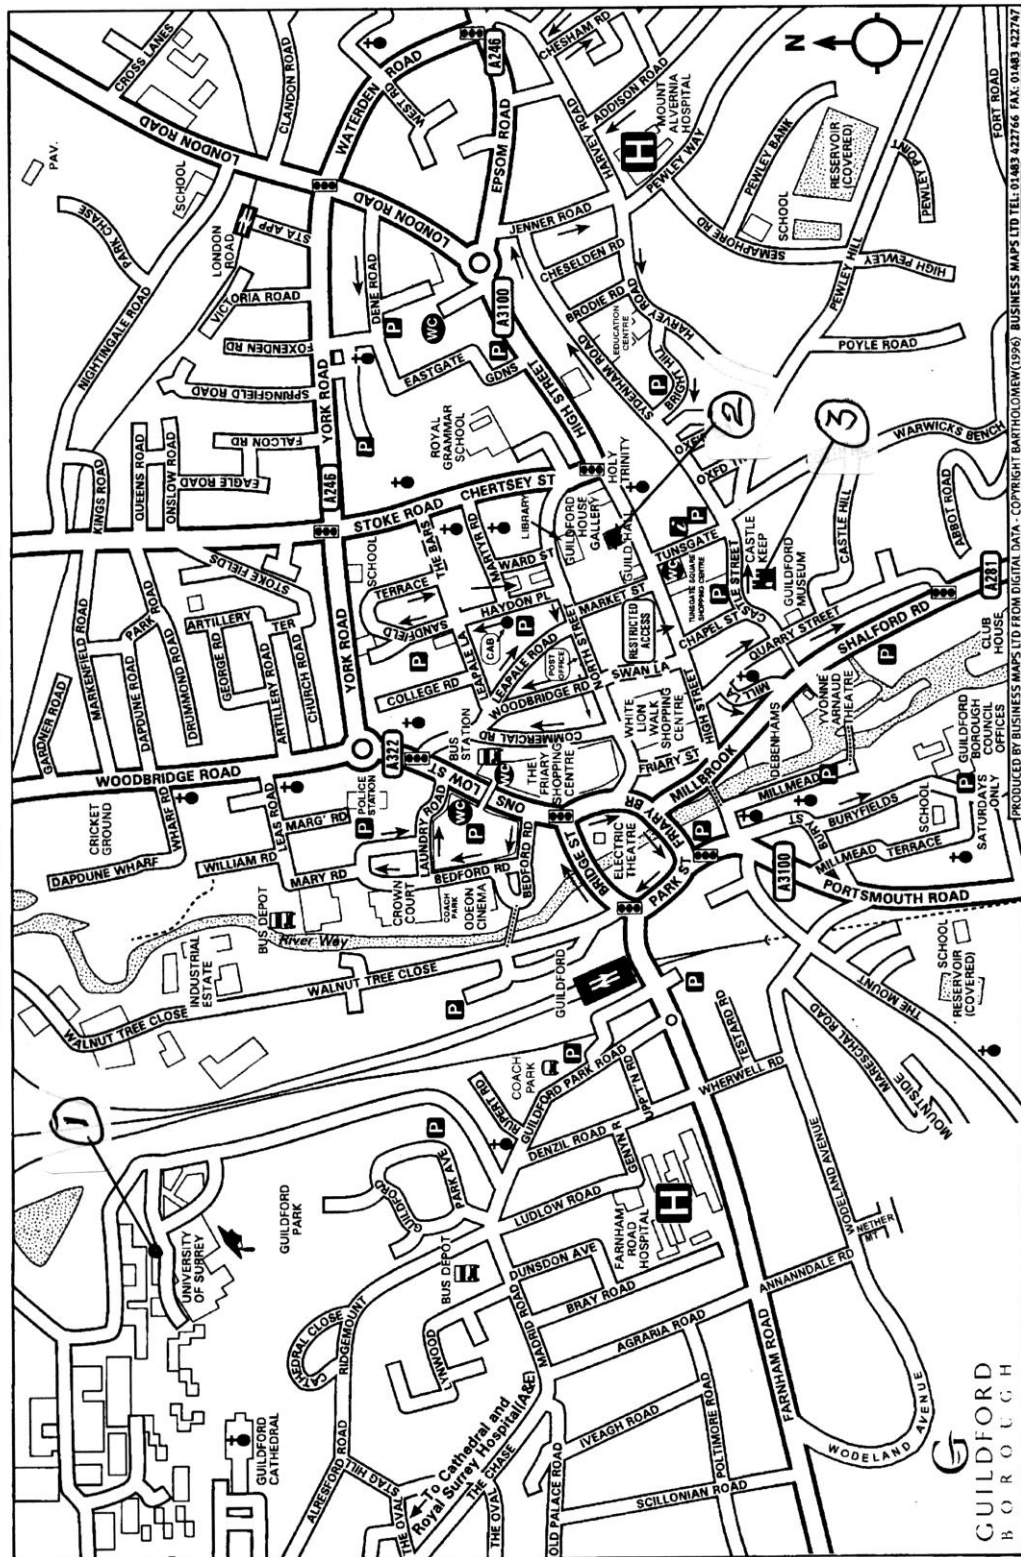 1
2
3
N
PAV.
CROSS LANES
CLANDON ROAD
LONDON ROAD
WATERDEN ROAD
WEST RD
A246
CHESHAM RD
ADDISON ROAD
HARVEY ROAD
MOUNT
ALVERNIA
HOSPITAL
H
PEWLEY WAY
PEWLEY BANK
RESERVOIR
(COVERED)
PEWLEY POINT
FORT ROAD
SCHOOL
PARK CHASE
NIGHTINGALE ROAD
LONDON
ROAD
STA APP
VICTORIA ROAD
FOXENDEN RD
SPRINGFIELD ROAD
FALCON RD
EAGLE ROAD
YORK ROAD
A246
DENE ROAD
LONDON ROAD
EPSOM ROAD
JENNER ROAD
CHESELDEN RD
BRODIE RD
SYDENHAM ROAD
EDUCATION
CENTRE
HARVEY ROAD
BRIGHT HILL
SCHOOL
SEMAPHORE RD
HIGH PEWLEY
PEWLEY HILL
POYLE ROAD
WARWICKS BENCH
A3100
P
WC
EASTGATE
GDNS
HIGH STREET
ROYAL
GRAMMAR
SCHOOL
KINGS ROAD
QUEENS ROAD
ONSLOW ROAD
STOKE FIELDS
STOKE ROAD
CHERTSEY ST
SCHOOL
THE BARS
MARTYR RD
LIBRARY
WARD ST
GUILDFORD
HOUSE
GALLERY
HOLY
TRINITY
GUILD HALL
TUNSGATE
TUNSGATE SQUARE
SHOPPING CENTRE
CASTLE STREET
CASTLE
KEEP
GUILDFORD
MUSEUM
CASTLE HILL
ABBOT ROAD
A281
SHALFORD RD
QUARRY STREET
CHAPEL ST
MARKET ST
RESTRICTED
ACCESS
SWAN LA
NORTH STREET
HAYDON PL
TERRACE
SANDFIELD
LEAPALE LA
CAB
LEAPALE ROAD
POST
OFFICE
WOODBRIDGE RD
COLLEGE RD
COMMERCIAL RD
WHITE
LION
WALK
SHOPPING
CENTRE
HIGH STREET
FRIARY ST
MILL
MILLBROOK
DEBENHAMS
YVONNE
ARNAUD
THEATRE
MILLMEAD
CLUB
HOUSE
GUILDFORD
BOROUGH
COUNCIL
OFFICES
SATURDAYS
ONLY
GARDNER ROAD
MARKENFIELD ROAD
DAPDUNE ROAD
PARK ROAD
DRUMMOND ROAD
ARTILLERY
TER
GEORGE RD
ARTILLERY ROAD
CHURCH ROAD
YORK ROAD
WOODBRIDGE ROAD
A322
BUS
STATION
THE
FRIARY
SHOPPING
CENTRE
ONSLOW ST
CRICKET
GROUND
WHARF RD
DAPDUNE WHARF
LEAS ROAD
MARG' RD
WILLIAM RD
MARY RD
POLICE
STATION
LAUNDRY ROAD
BEDFORD RD
BEDFORD RD
CROWN
COURT
COACH
PARK
ODEON
CINEMA
BUS DEPOT
River Wey
INDUSTRIAL
ESTATE
WALNUT TREE CLOSE
WALNUT TREE CLOSE
BRIDGE ST
ELECTRIC
THEATRE
FRIARY BR
PARK ST
BURY ST
BURYFIELDS
SCHOOL
MILLMEAD
TERRACE
A3100
PORTSMOUTH ROAD
GUILDFORD
THE MOUNT
MARESCHAL ROAD
MOUNTSIDE
SCHOOL
RESERVOIR
(COVERED)
TESTARD RD
WHERWELL RD
COACH
PARK
GUILDFORD PARK ROAD
RUPERT RD
DENZIL ROAD
GENYN R
UPP'T'N RD
LUDLOW ROAD
FARNHAM
ROAD
HOSPITAL
H
GUILDFORD
PARK AVE
GUILDFORD
PARK
UNIVERSITY
OF SURREY
BUS DEPOT
DUNSDON AVE
BRAY ROAD
AGRARIA ROAD
ANNANNDALE RD
WODELAND AVENUE
NETHER
MT
MADRID ROAD
LYNWOOD
RIDGEMOUNT
CATHEDRAL CLOSE
GUILDFORD
CATHEDRAL
ALRESFORD ROAD
STAG HILL
THE OVAL
To Cathedral and
Royal Surrey Hospital(A&E)
THE CHASE
THE OVAL
OLD PALACE ROAD
IVEAGH ROAD
POLTIMORE ROAD
SCILLONIAN ROAD
FARNHAM ROAD
WODELAND AVENUE
GUILDFORD
BOROUGH
PRODUCED BY BUSINESS MAPS LTD FROM DIGITAL DATA - COPYRIGHT BARTHOLOMEW(1996) BUSINESS MAPS LTD TEL: 01483 422766 FAX: 01483 422747